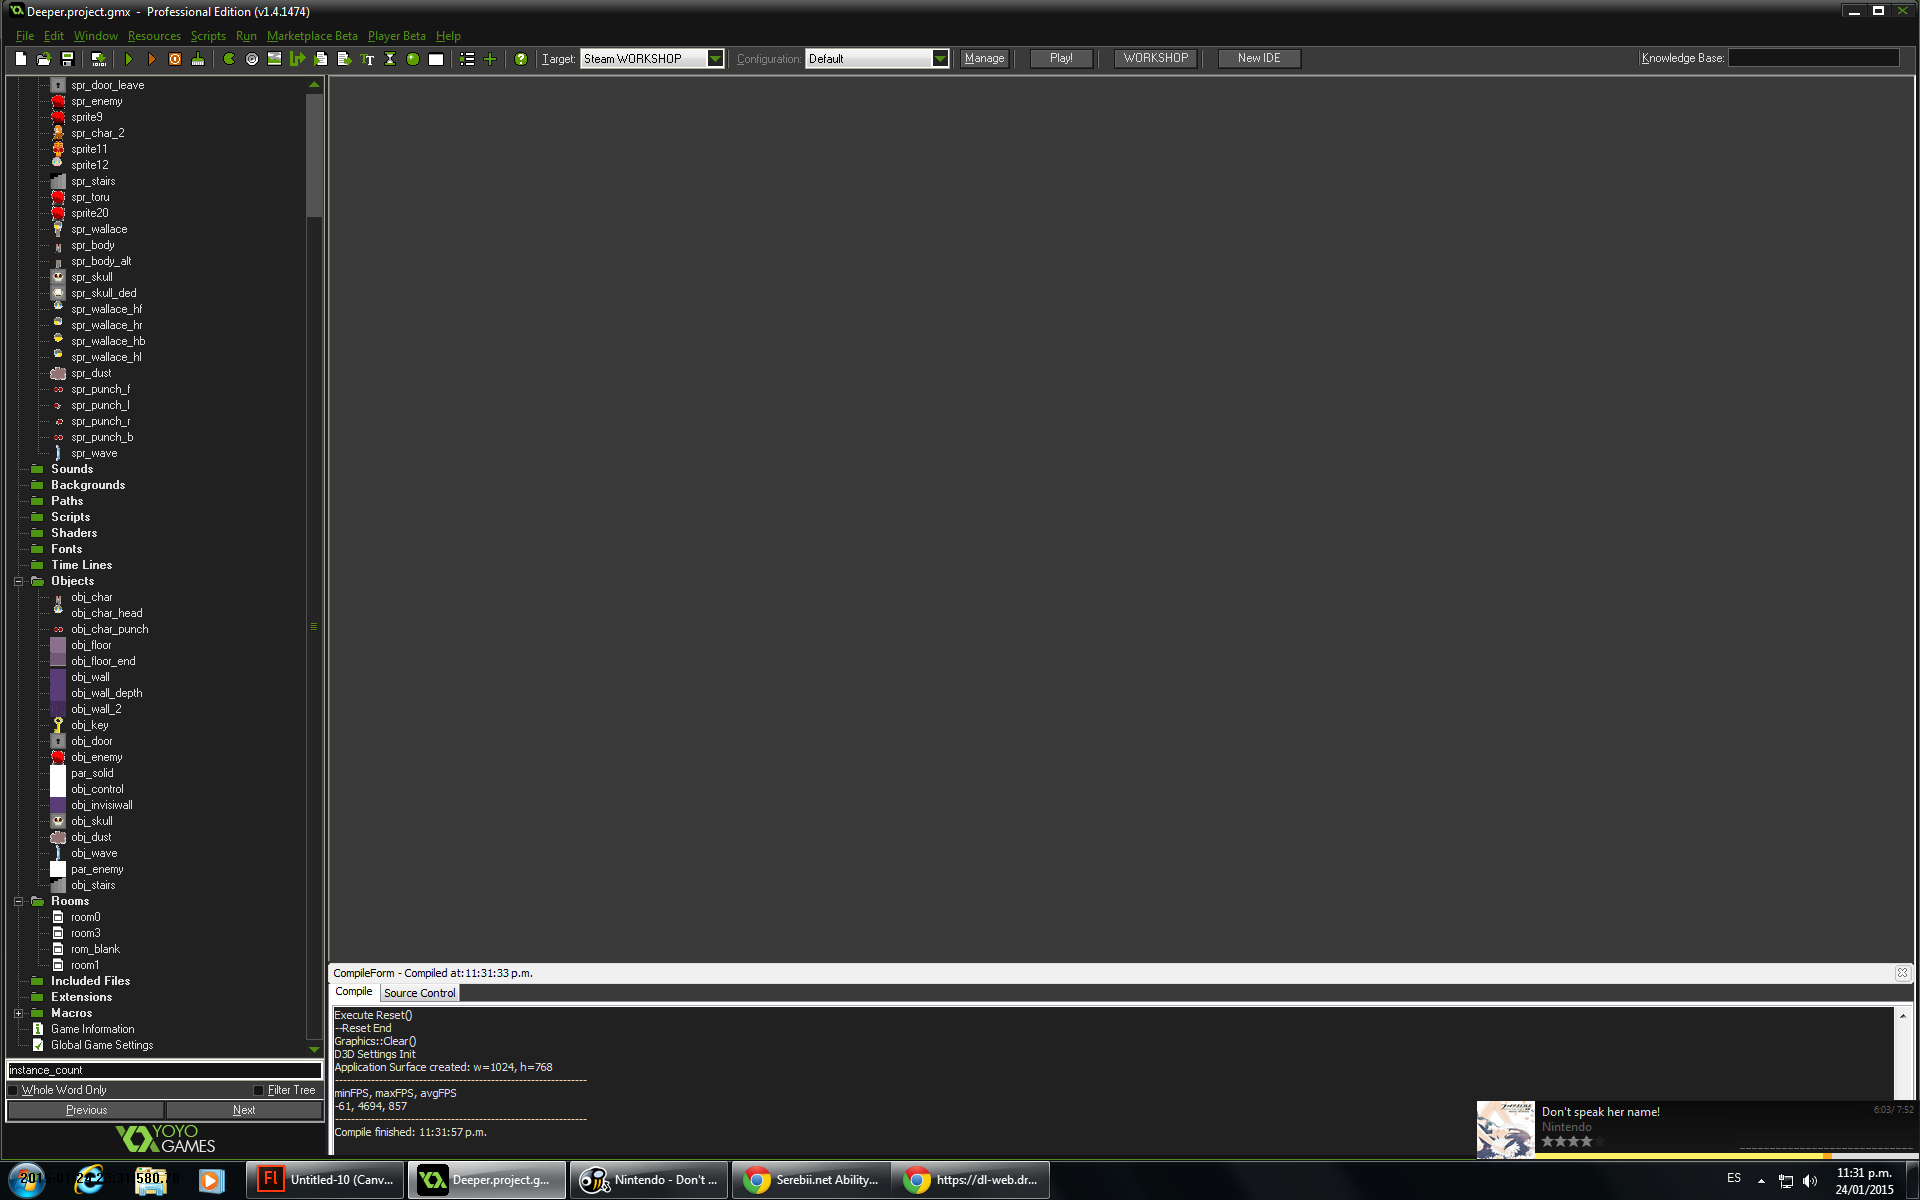 Deeper.project.gmx - Professional Edition (v1.4.1474)
File Edit Window Resources Scripts Run Marketplace Beta Player Beta Help
Target: Steam WORKSHOP Configuration: Default Manage Play! WORKSHOP New IDE Knowledge Base:
spr_door_leave
spr_enemy
sprite9
spr_char_2
sprite11
sprite12
spr_stairs
spr_toru
sprite20
spr_wallace
spr_body
spr_body_alt
spr_skull
spr_skull_ded
spr_wallace_hf
spr_wallace_hr
spr_wallace_hb
spr_wallace_hl
spr_dust
spr_punch_f
spr_punch_l
spr_punch_r
spr_punch_b
spr_wave
Sounds
Backgrounds
Paths
Scripts
Shaders
Fonts
Time Lines
Objects
obj_char
obj_char_head
obj_char_punch
obj_floor
obj_floor_end
obj_wall
obj_wall_depth
obj_wall_2
obj_key
obj_door
obj_enemy
par_solid
obj_control
obj_invisiwall
obj_skull
obj_dust
obj_wave
par_enemy
obj_stairs
Rooms
room0
room3
rom_blank
room1
Included Files
Extensions
Macros
Game Information
Global Game Settings
instance_count
Whole Word Only Filter Tree
Previous Next
YOYO
GAMES
CompileForm - Compiled at: 11:31:33 p.m.
Compile Source Control
Execute Reset()
--Reset End
Graphics::Clear()
D3D Settings Init
Application Surface created: w=1024, h=768
minFPS, maxFPS, avgFPS
-61, 4694, 857
Compile finished: 11:31:57 p.m.
Don't speak her name! 6:03/ 7:52
Nintendo
Untitled-10 (Canv...
Deeper.project.g...
Nintendo - Don't ...
Serebii.net Ability...
https://dl-web.dr...
ES
11:31 p.m.
24/01/2015